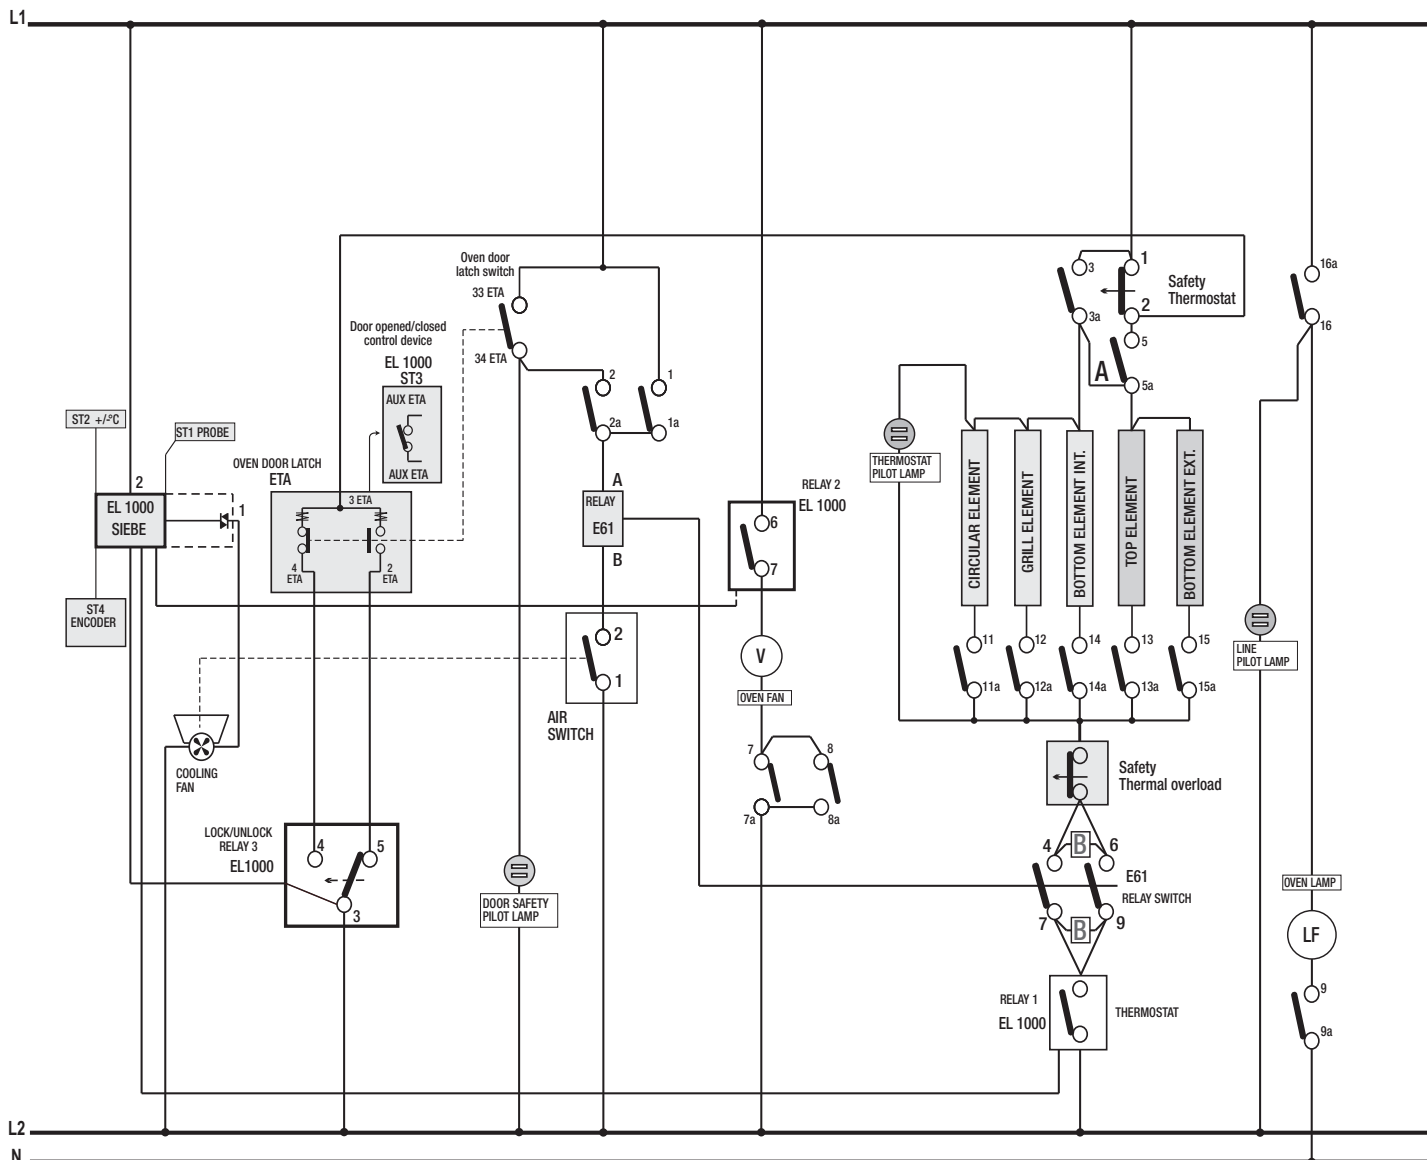 L1
16a
Oven door
latch switch
3
1
Safety
Thermostat
33 ETA
2
3a
16
Door opened/closed
control device
5
34 ETA
EL 1000
ST3
A
2
1
5a
AUX ETA
ST2 +/-°C
ST1 PROBE
2a
1a
THERMOSTAT
PILOT LAMP
OVEN DOOR LATCH
ETA
AUX ETA
CIRCULAR ELEMENT
GRILL ELEMENT
BOTTOM ELEMENT INT.
TOP ELEMENT
BOTTOM ELEMENT EXT.
2
A
RELAY 2
EL 1000
3 ETA
RELAY
E61
EL 1000
SIEBE
1
6
B
4
ETA
2
ETA
7
ST4
ENCODER
2
11
12
14
13
15
LINE
PILOT LAMP
V
1
11a
12a
14a
13a
15a
OVEN FAN
AIR
SWITCH
7
8
Safety
Thermal overload
COOLING
FAN
7a
8a
LOCK/UNLOCK
RELAY 3
EL1000
4
5
4
B
6
E61
RELAY SWITCH
OVEN LAMP
DOOR SAFETY
PILOT LAMP
3
7
B
9
LF
RELAY 1
EL 1000
THERMOSTAT
9
9a
L2
N